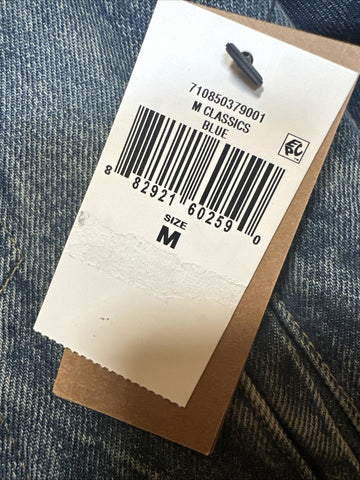 710850379001
M CLASSICS
BLUE
8 82921 60259 0
SIZE
M